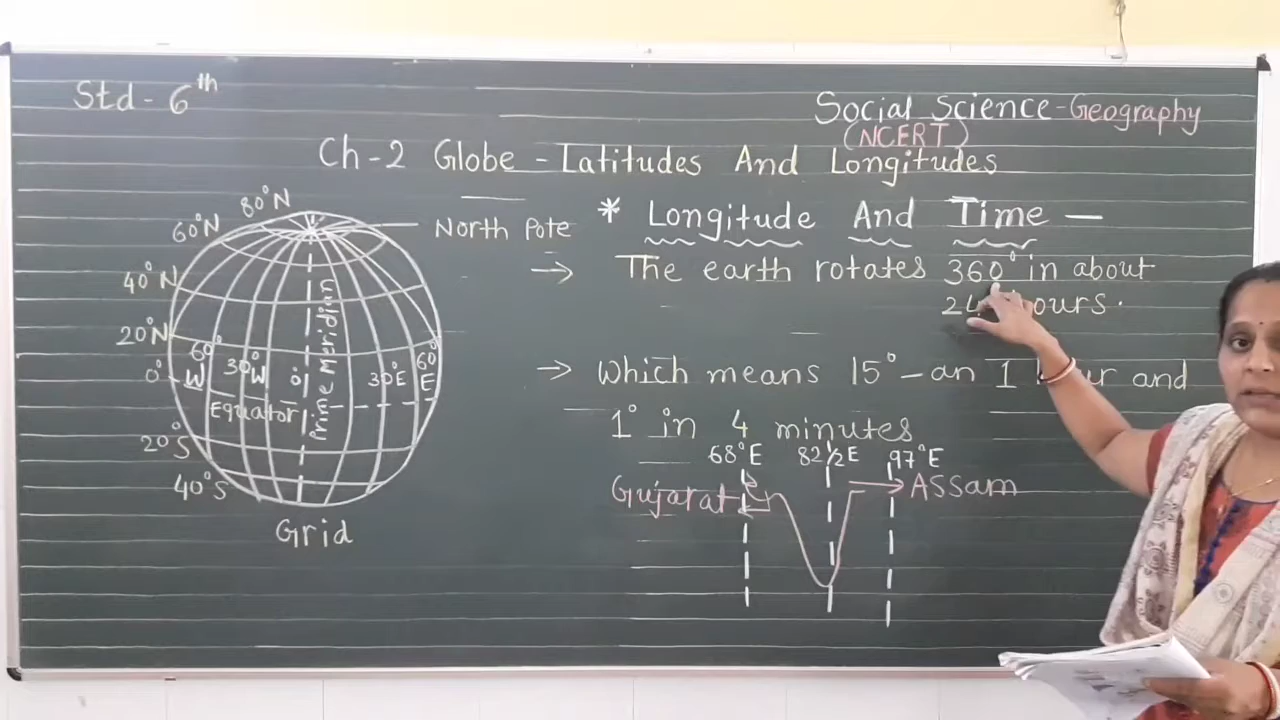 Std - 6th
Social Science - Geography
(NCERT)
Ch - 2 Globe - Latitudes And Longitudes
80°N
60°N
North Pote
40°N
20°N
0°
60°
W
30°W
0°
30°E
60°
E
Equator
Prime Meridian
20°S
40°S
Grid
* Longitude And Time —
→ The earth rotates 360° in about
24 hours.
→ Which means 15° - an 1 hour and
1° in 4 minutes
68°E 82½E 97°E
Gujarat Assam